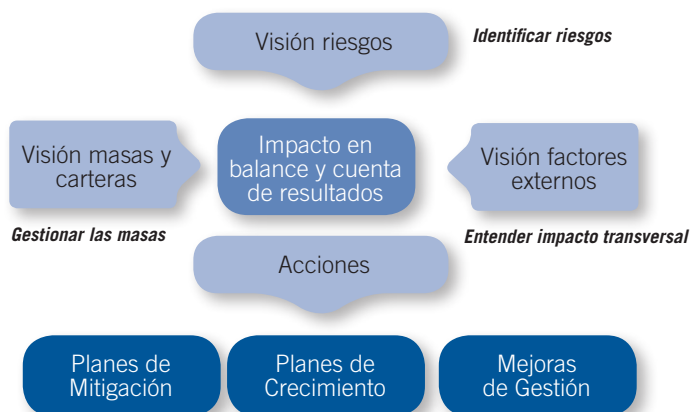 Visión riesgos
Identificar riesgos
Visión masas y
carteras
Impacto en
balance y cuenta
de resultados
Visión factores
externos
Gestionar las masas
Entender impacto transversal
Acciones
Planes de
Mitigación
Planes de
Crecimiento
Mejoras
de Gestión